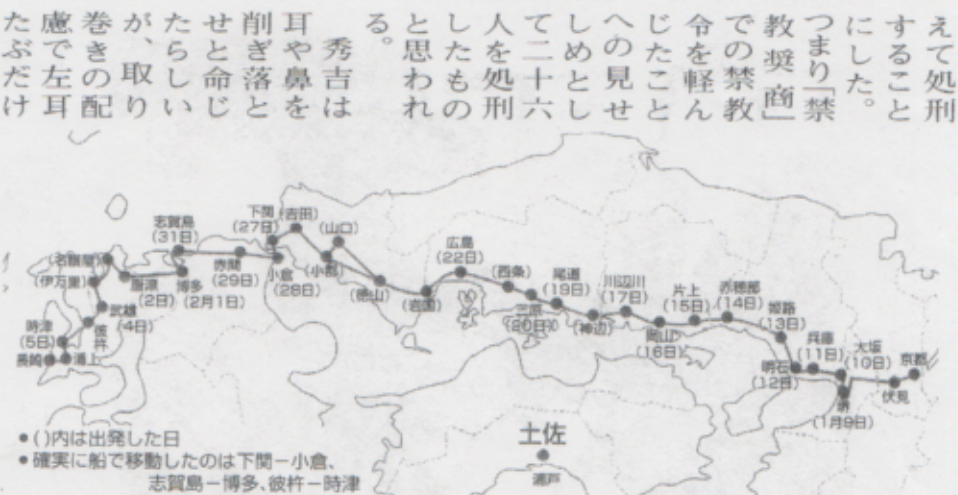 えて処刑
すること
にした。
つまり「禁
教奨商」
での禁教
令を軽ん
じたこと
への見せ
しめとし
て二十六
人を処刑
したもの
と思われ
る。
秀吉は
耳や鼻を
削ぎ落と
せと命じ
たらしい
が、取り
巻きの配
慮で左耳
たぶだけ
京都
伏見
堺
(1月9日)
大坂
(10日)
兵庫
(11日)
明石
(12日)
姫路
(13日)
赤穂郡
(14日)
片上
(15日)
岡山
(16日)
川辺川
(17日)
(神辺)
尾道
(19日)
三原
(20日)
(西条)
広島
(22日)
(岩国)
(徳山)
(山口)
(小郡)
(吉田)
下関
(27日)
小倉
(28日)
赤間
(29日)
志賀島
(31日)
博多
(2月1日)
唐津
(2日)
(名護屋)
(伊万里)
武雄
(4日)
彼杵
時津
(5日)
浦上
長崎
土佐
浦戸
●( )内は出発した日
●確実に船で移動したのは下関−小倉、
志賀島−博多、彼杵−時津